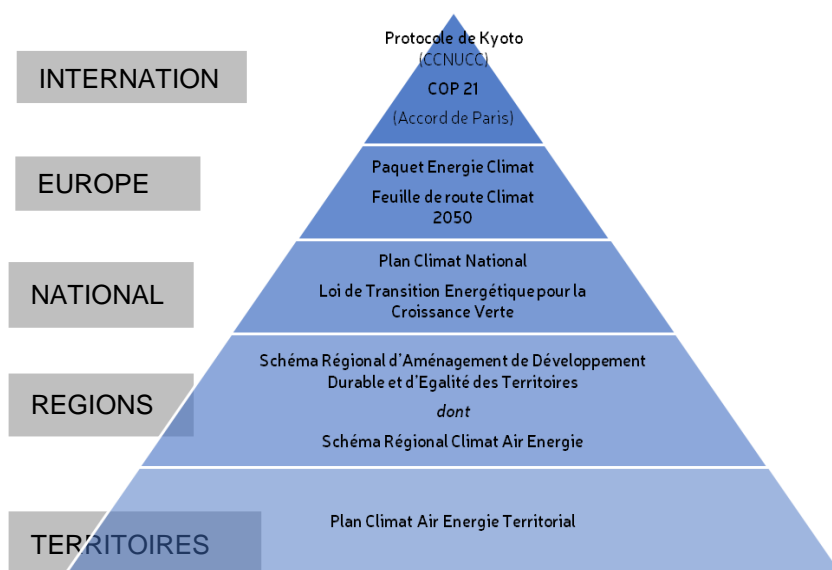 INTERNATION
Protocole de Kyoto
(CCNUCC)
COP 21
(Accord de Paris)
EUROPE
Paquet Energie Climat
Feuille de route Climat
2050
NATIONAL
Plan Climat National
Loi de Transition Energétique pour la
Croissance Verte
REGIONS
Schéma Régional d'Aménagement de Développement
Durable et d'Egalité des Territoires
dont
Schéma Régional Climat Air Energie
TERRITOIRES
Plan Climat Air Energie Territorial